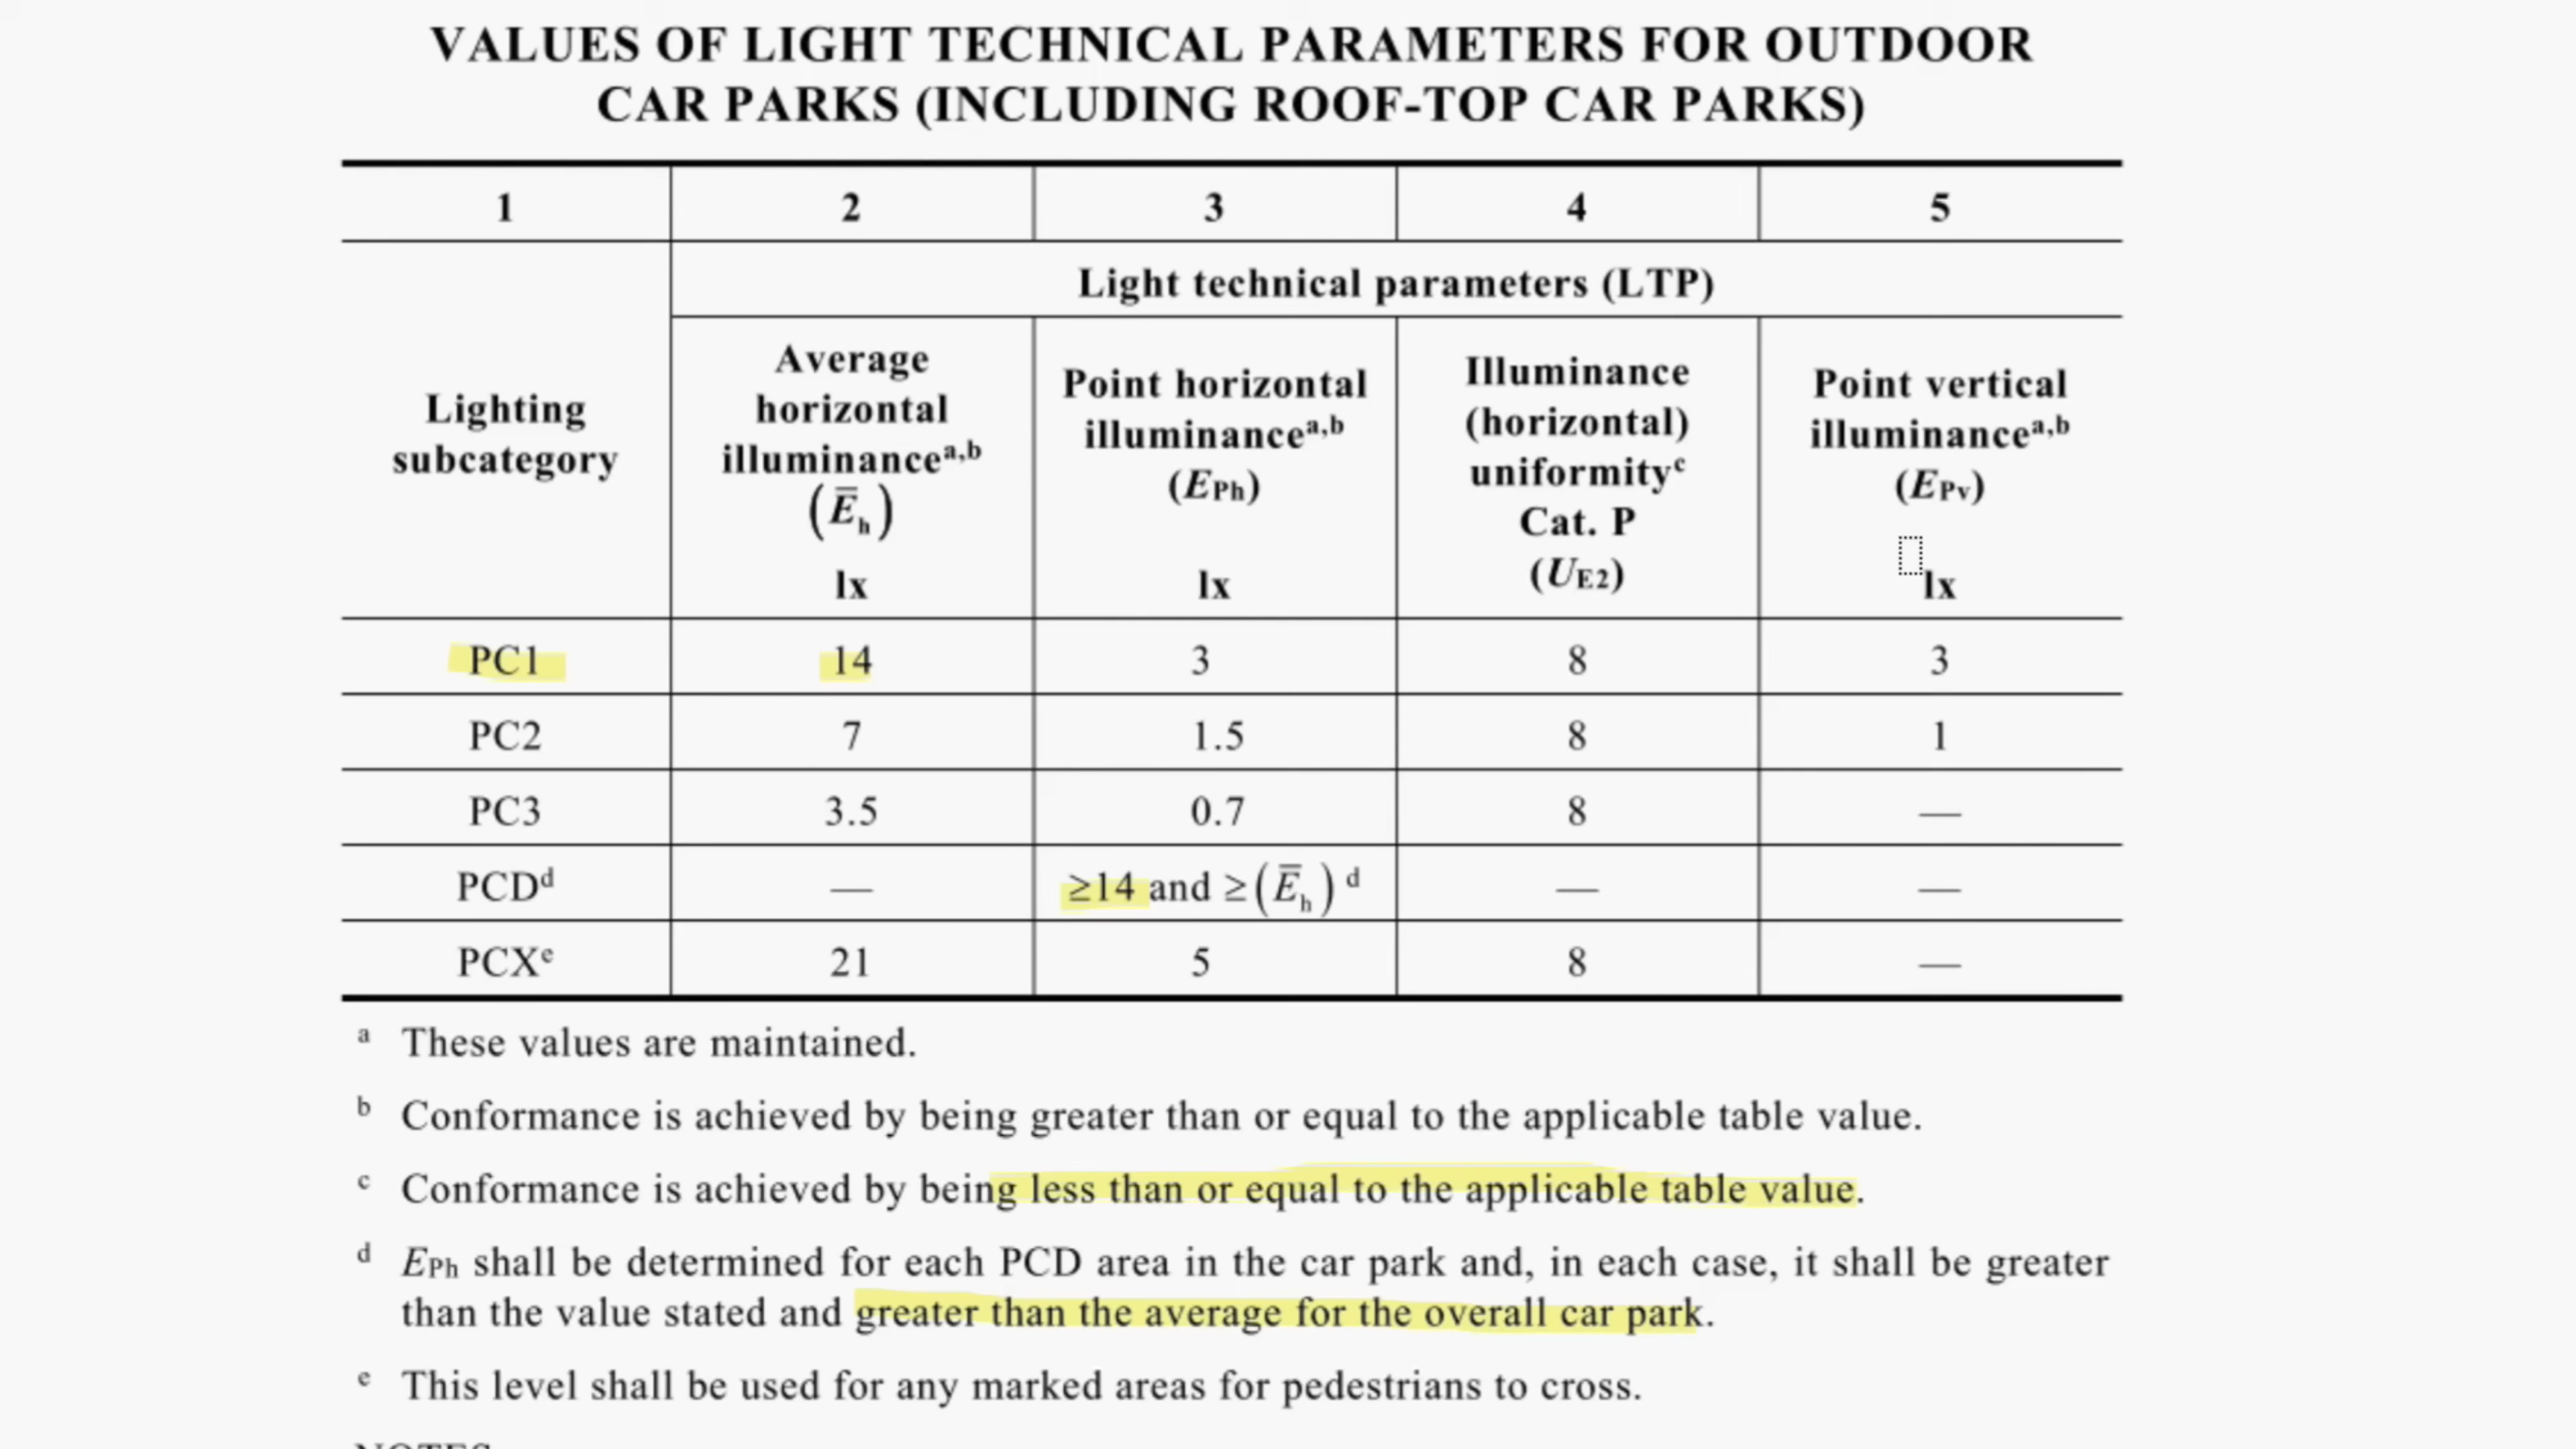 VALUES OF LIGHT TECHNICAL PARAMETERS FOR OUTDOOR
CAR PARKS (INCLUDING ROOF-TOP CAR PARKS)
1 2 3 4 5
Light technical parameters (LTP)
Lighting
subcategory
Average
horizontal
illuminance^a,b
(Ē_h)
lx
Point horizontal
illuminance^a,b
(E_Ph)
lx
Illuminance
(horizontal)
uniformity^c
Cat. P
(U_E2)
Point vertical
illuminance^a,b
(E_Pv)
lx
PC1 14 3 8 3
PC2 7 1.5 8 1
PC3 3.5 0.7 8 —
PCD^d — ≥14 and ≥(Ē_h)^d — —
PCX^e 21 5 8 —
a These values are maintained.
b Conformance is achieved by being greater than or equal to the applicable table value.
c Conformance is achieved by being less than or equal to the applicable table value.
d E_Ph shall be determined for each PCD area in the car park and, in each case, it shall be greater
than the value stated and greater than the average for the overall car park.
e This level shall be used for any marked areas for pedestrians to cross.
NOTES